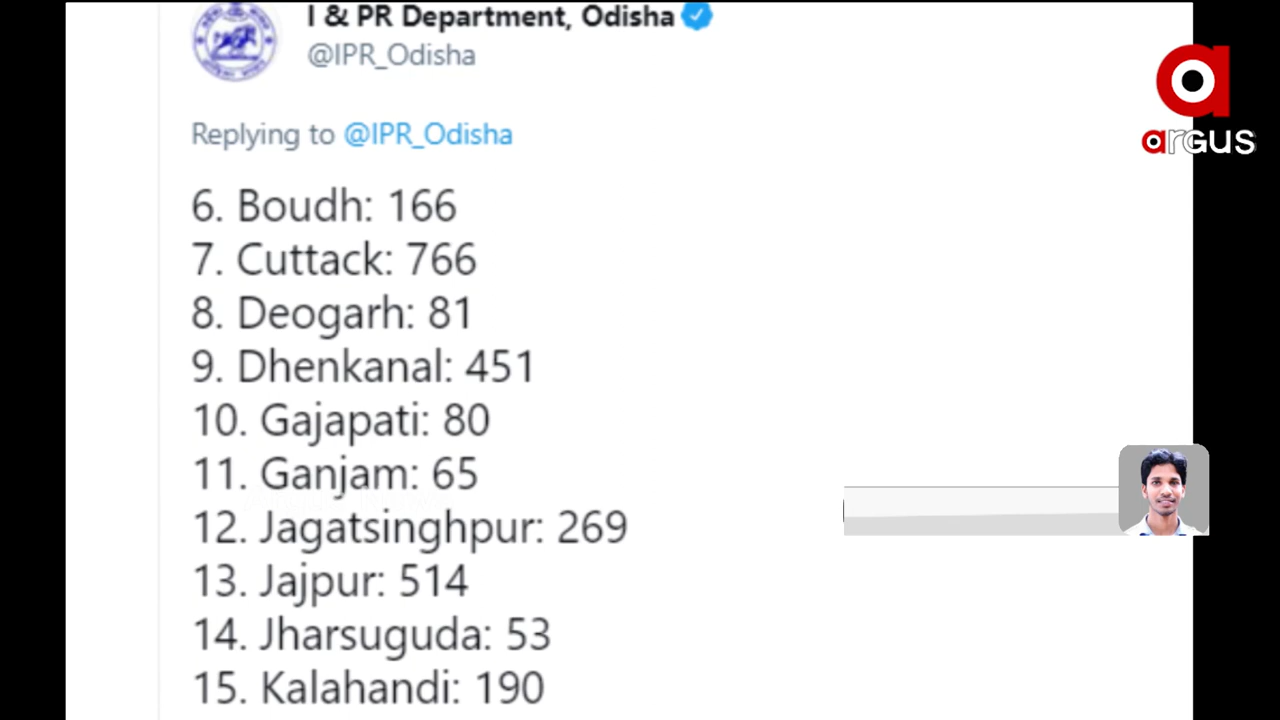 I & PR Department, Odisha
@IPR_Odisha
Replying to @IPR_Odisha
6. Boudh: 166
7. Cuttack: 766
8. Deogarh: 81
9. Dhenkanal: 451
10. Gajapati: 80
11. Ganjam: 65
12. Jagatsinghpur: 269
13. Jajpur: 514
14. Jharsuguda: 53
15. Kalahandi: 190
argus